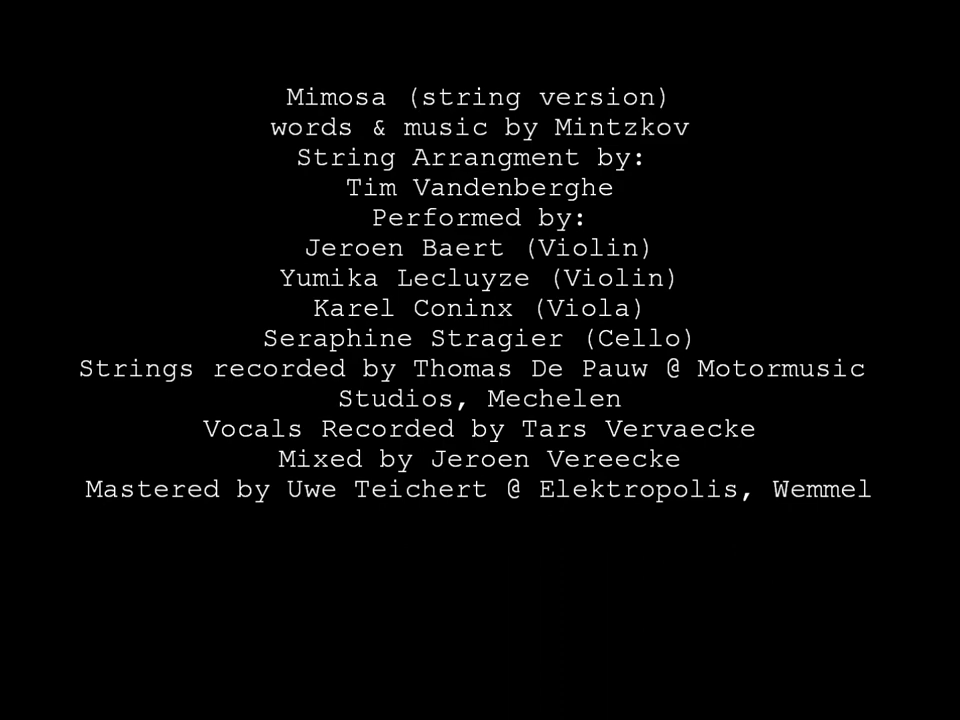 Mimosa (string version)
words & music by Mintzkov
String Arrangment by:
Tim Vandenberghe
Performed by:
Jeroen Baert (Violin)
Yumika Lecluyze (Violin)
Karel Coninx (Viola)
Seraphine Stragier (Cello)
Strings recorded by Thomas De Pauw @ Motormusic
Studios, Mechelen
Vocals Recorded by Tars Vervaecke
Mixed by Jeroen Vereecke
Mastered by Uwe Teichert @ Elektropolis, Wemmel